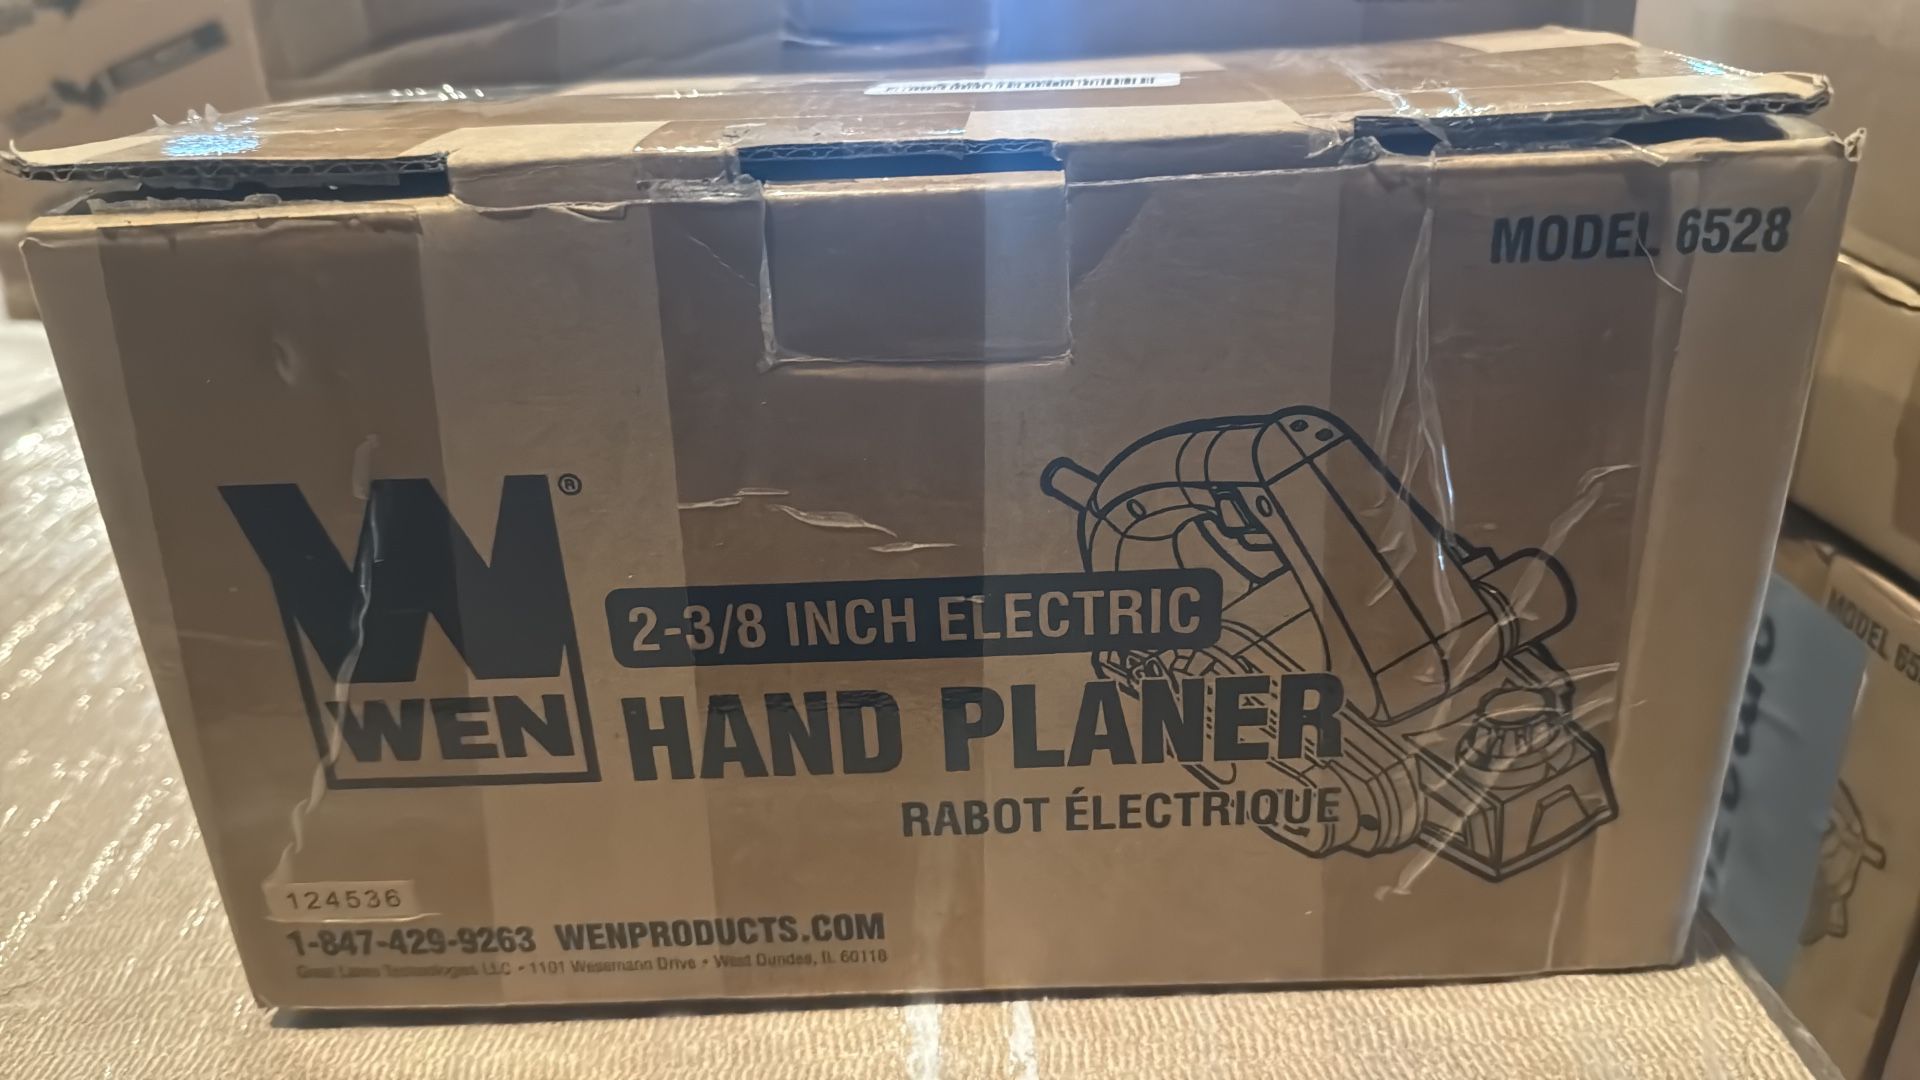 MODEL 6528
W®
WEN
2-3/8 INCH ELECTRIC
HAND PLANER
RABOT ÉLECTRIQUE
124536
1-847-429-9263 WENPRODUCTS.COM
Great Lakes Technologies LLC • 1101 Wesemann Drive • West Dundee, IL 60118
MODEL